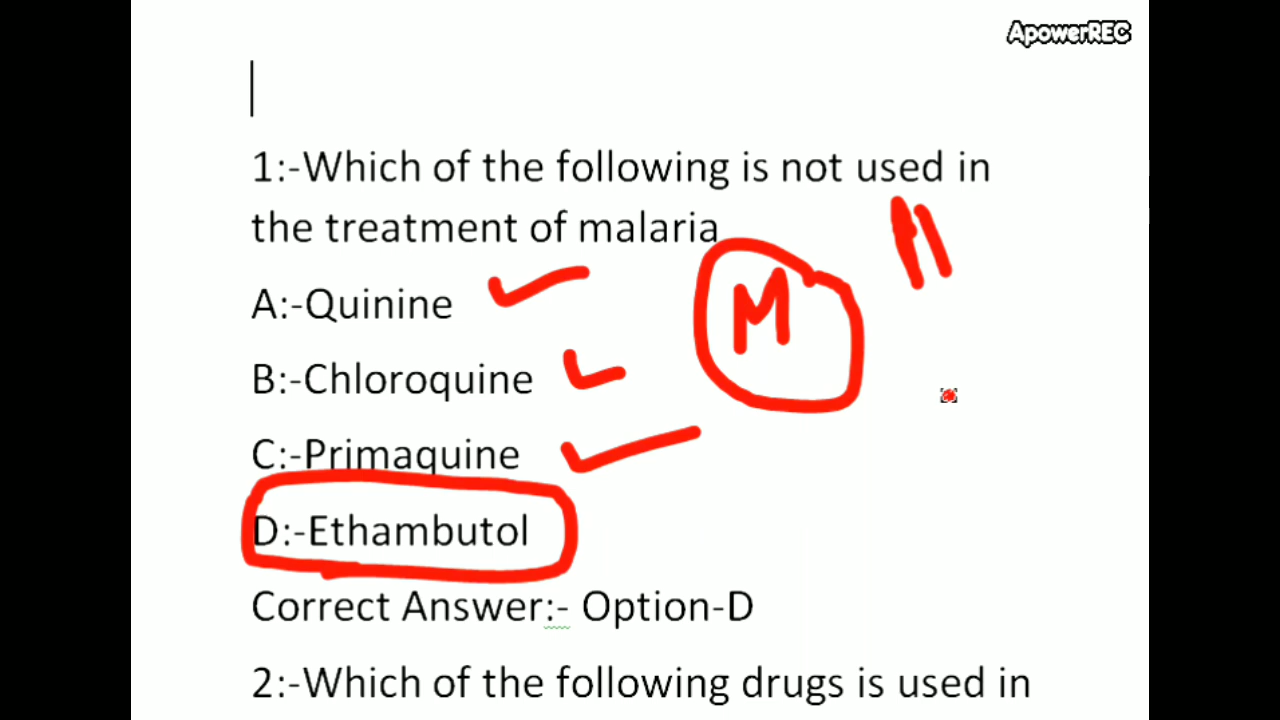 ApowerREC
1:-Which of the following is not used in
the treatment of malaria
A:-Quinine
M
B:-Chloroquine
C:-Primaquine
D:-Ethambutol
Correct Answer:- Option-D
2:-Which of the following drugs is used in